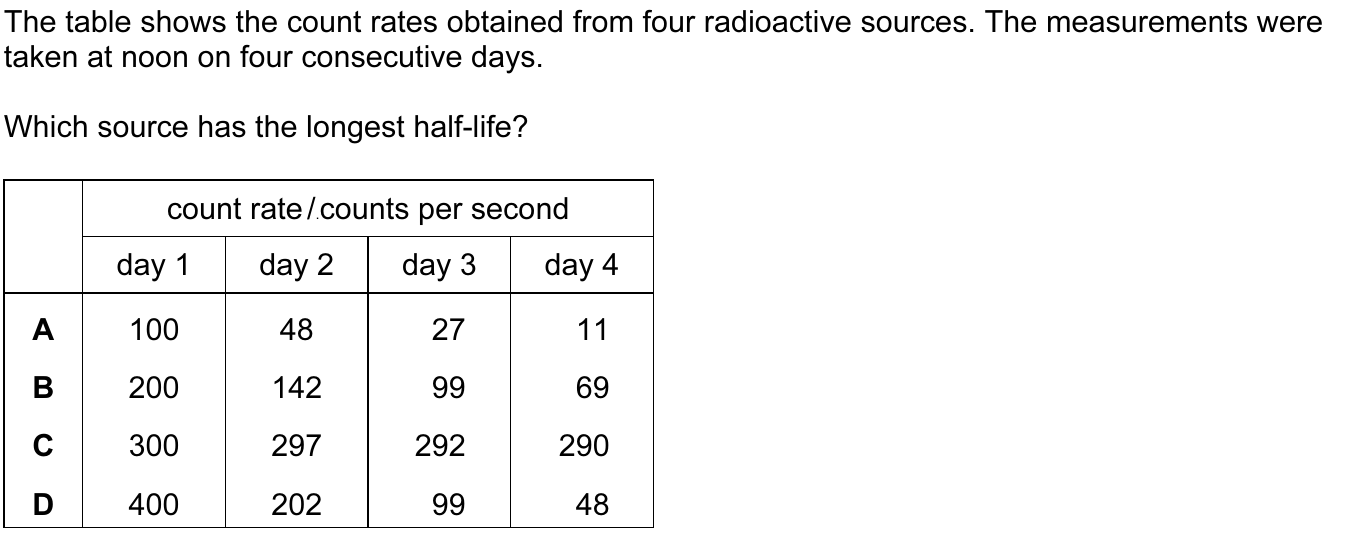 The table shows the count rates obtained from four radioactive sources. The measurements were
taken at noon on four consecutive days.
Which source has the longest half-life?
count rate/counts per second
day 1 day 2 day 3 day 4
A 100 48 27 11
B 200 142 99 69
C 300 297 292 290
D 400 202 99 48